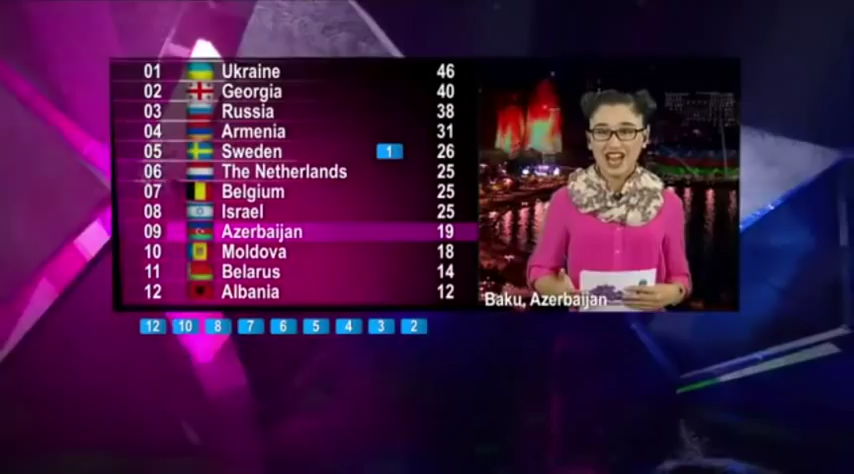 01 Ukraine 46
02 Georgia 40
03 Russia 38
04 Armenia 31
05 Sweden 1 26
06 The Netherlands 25
07 Belgium 25
08 Israel 25
09 Azerbaijan 19
10 Moldova 18
11 Belarus 14
12 Albania 12
Baku, Azerbaijan
12 10 8 7 6 5 4 3 2